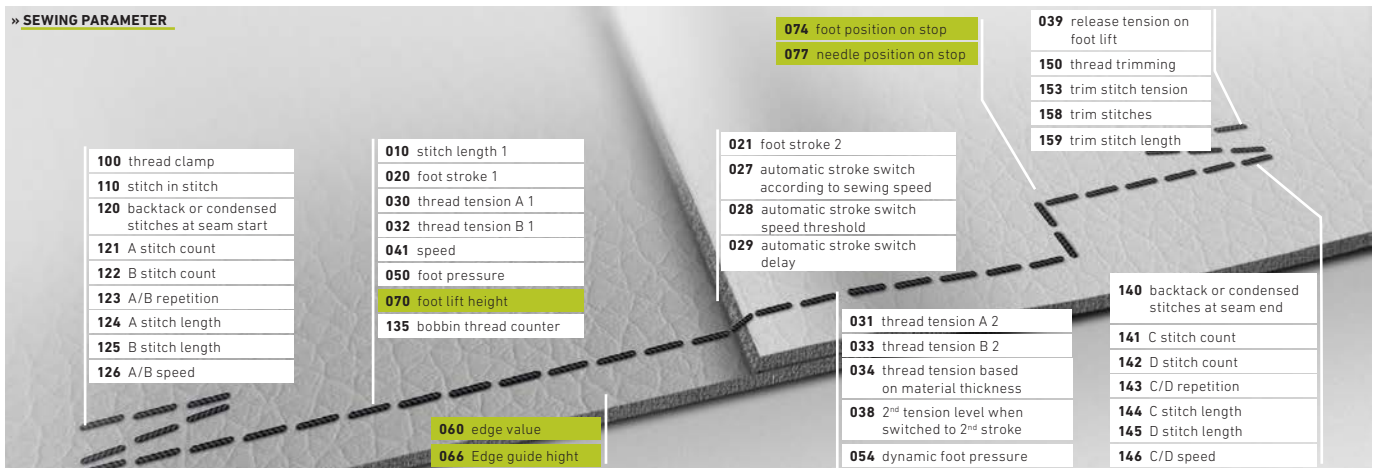 » SEWING PARAMETER
100 thread clamp
110 stitch in stitch
120 backtack or condensed
stitches at seam start
121 A stitch count
122 B stitch count
123 A/B repetition
124 A stitch length
125 B stitch length
126 A/B speed
010 stitch length 1
020 foot stroke 1
030 thread tension A 1
032 thread tension B 1
041 speed
050 foot pressure
070 foot lift height
135 bobbin thread counter
060 edge value
066 Edge guide hight
021 foot stroke 2
027 automatic stroke switch
according to sewing speed
028 automatic stroke switch
speed threshold
029 automatic stroke switch
delay
074 foot position on stop
077 needle position on stop
031 thread tension A 2
033 thread tension B 2
034 thread tension based
on material thickness
038 2nd tension level when
switched to 2nd stroke
054 dynamic foot pressure
039 release tension on
foot lift
150 thread trimming
153 trim stitch tension
158 trim stitches
159 trim stitch length
140 backtack or condensed
stitches at seam end
141 C stitch count
142 D stitch count
143 C/D repetition
144 C stitch length
145 D stitch length
146 C/D speed